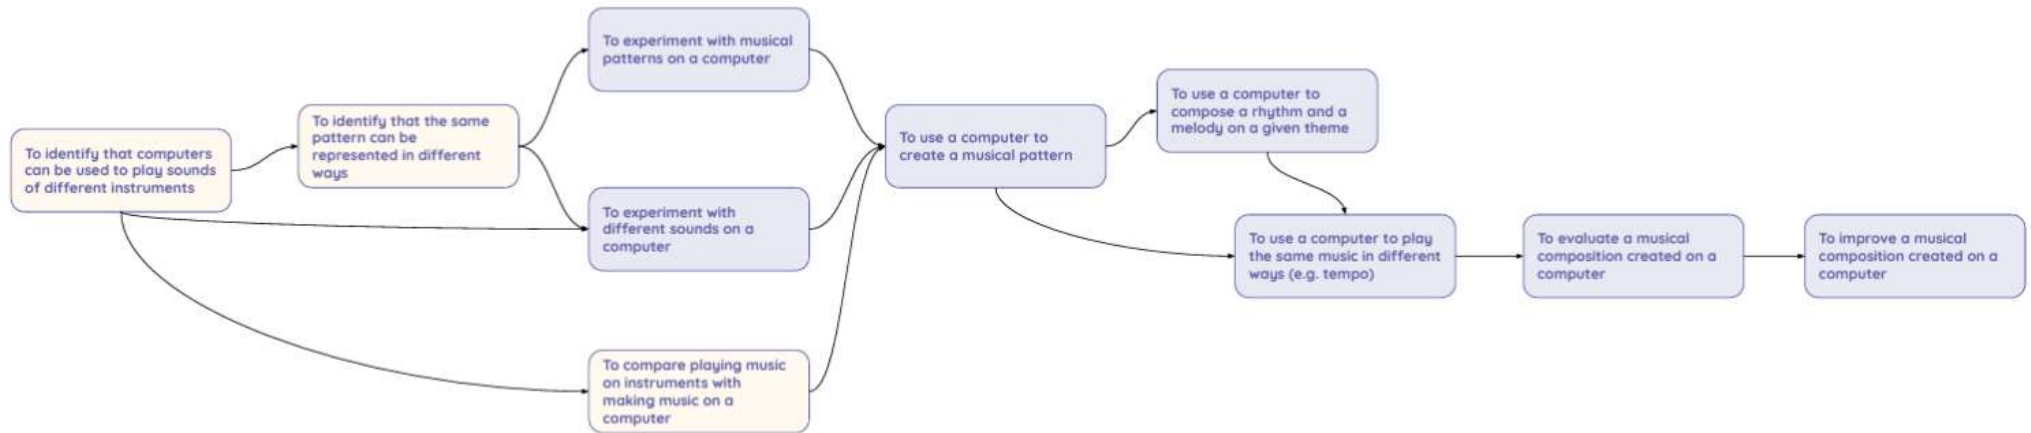 To identify that computers
can be used to play sounds
of different instruments
To identify that the same
pattern can be
represented in different
ways
To experiment with musical
patterns on a computer
To experiment with
different sounds on a
computer
To compare playing music
on instruments with
making music on a
computer
To use a computer to
create a musical pattern
To use a computer to
compose a rhythm and a
melody on a given theme
To use a computer to play
the same music in different
ways (e.g. tempo)
To evaluate a musical
composition created on a
computer
To improve a musical
composition created on a
computer